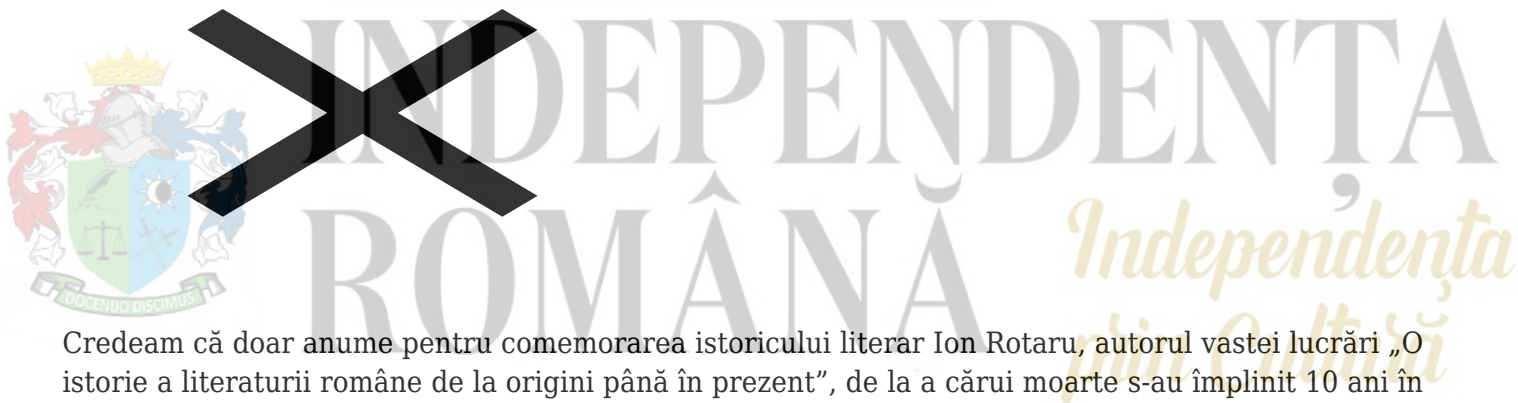 INDEPENDENȚA
ROMÂNĂ
Independența
prin Cultură
DOCENDO DISCIMUS
Credeam că doar anume pentru comemorarea istoricului literar Ion Rotaru, autorul vastei lucrări „O
istorie a literaturii române de la origini până în prezent”, de la a cărui moarte s-au împlinit 10 ani în